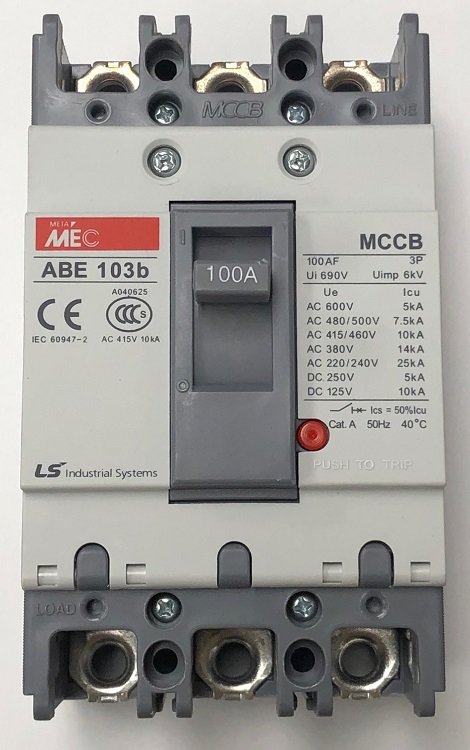 MCCB
LINE
META
MEC
ABE 103b
A040625
CE
CCC S
IEC 60947-2 AC 415V 10kA
LS Industrial Systems
I
100A
O
MCCB
100AF 3P
Ui 690V Uimp 6kV
Ue Icu
AC 600V 5kA
AC 480/500V 7.5kA
AC 415/460V 10kA
AC 380V 14kA
AC 220/240V 25kA
DC 250V 5kA
DC 125V 10kA
Ics = 50%Icu
Cat. A 50Hz 40°C
PUSH TO TRIP
LOAD